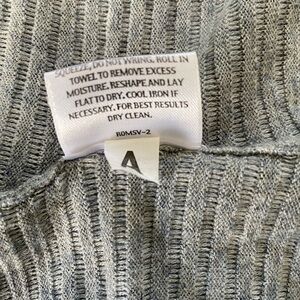 SQUEEZE, DO NOT WRING. ROLL IN
TOWEL TO REMOVE EXCESS
MOISTURE. RESHAPE AND LAY
FLAT TO DRY. COOL IRON IF
NECESSARY. FOR BEST RESULTS
DRY CLEAN.
R0MSV-2
A